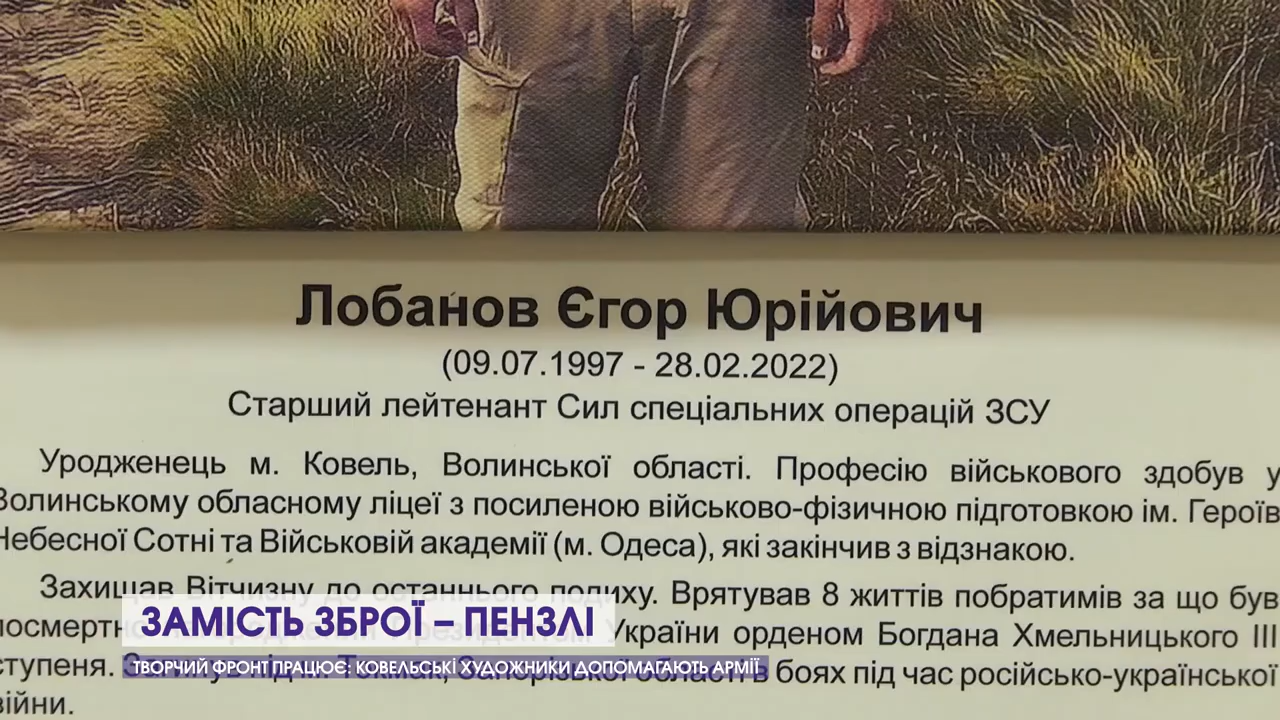 Лобанов Єгор Юрійович
(09.07.1997 - 28.02.2022)
Старший лейтенант Сил спеціальних операцій ЗСУ
Уродженець м. Ковель, Волинської області. Професію військового здобув у
Волинському обласному ліцеї з посиленою військово-фізичною підготовкою ім. Героїв
Небесної Сотні та Військовій академії (м. Одеса), які закінчив з відзнакою.
Захищав Вітчизну до останнього подиху. Врятував 8 життів побратимів за що був
України орденом Богдана Хмельницького ІІІ
ступеня. Запорізької області в боях під час російсько-української
війни.
ЗАМІСТЬ ЗБРОЇ – ПЕНЗЛІ
ТВОРЧИЙ ФРОНТ ПРАЦЮЄ: КОВЕЛЬСЬКІ ХУДОЖНИКИ ДОПОМАГАЮТЬ АРМІЇ